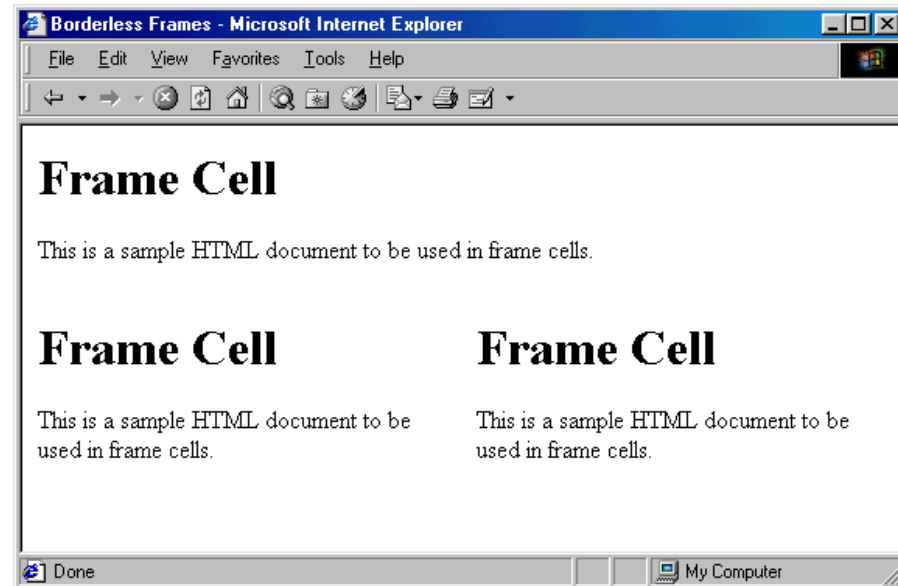 Borderless Frames - Microsoft Internet Explorer
File Edit View Favorites Tools Help
Frame Cell
This is a sample HTML document to be used in frame cells.
Frame Cell
This is a sample HTML document to be
used in frame cells.
Frame Cell
This is a sample HTML document to be
used in frame cells.
Done
My Computer